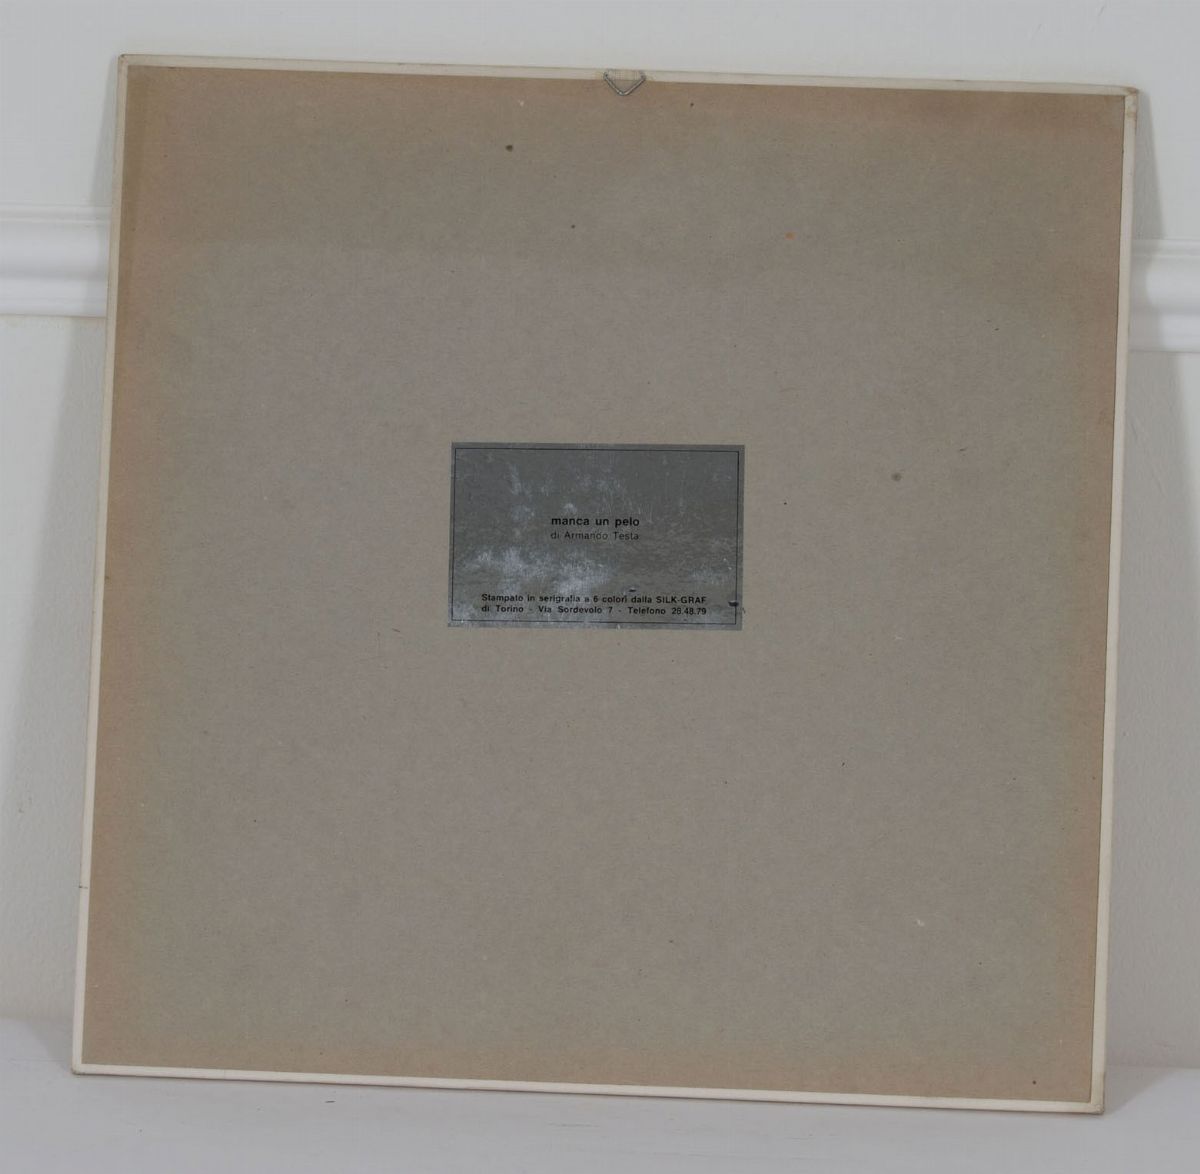 manca un pelo
di Armando Testa
Stampato in serigrafia a 6 colori dalla SILK-GRAF
di Torino - Via Sordevolo 7 - Telefono 28.48.79